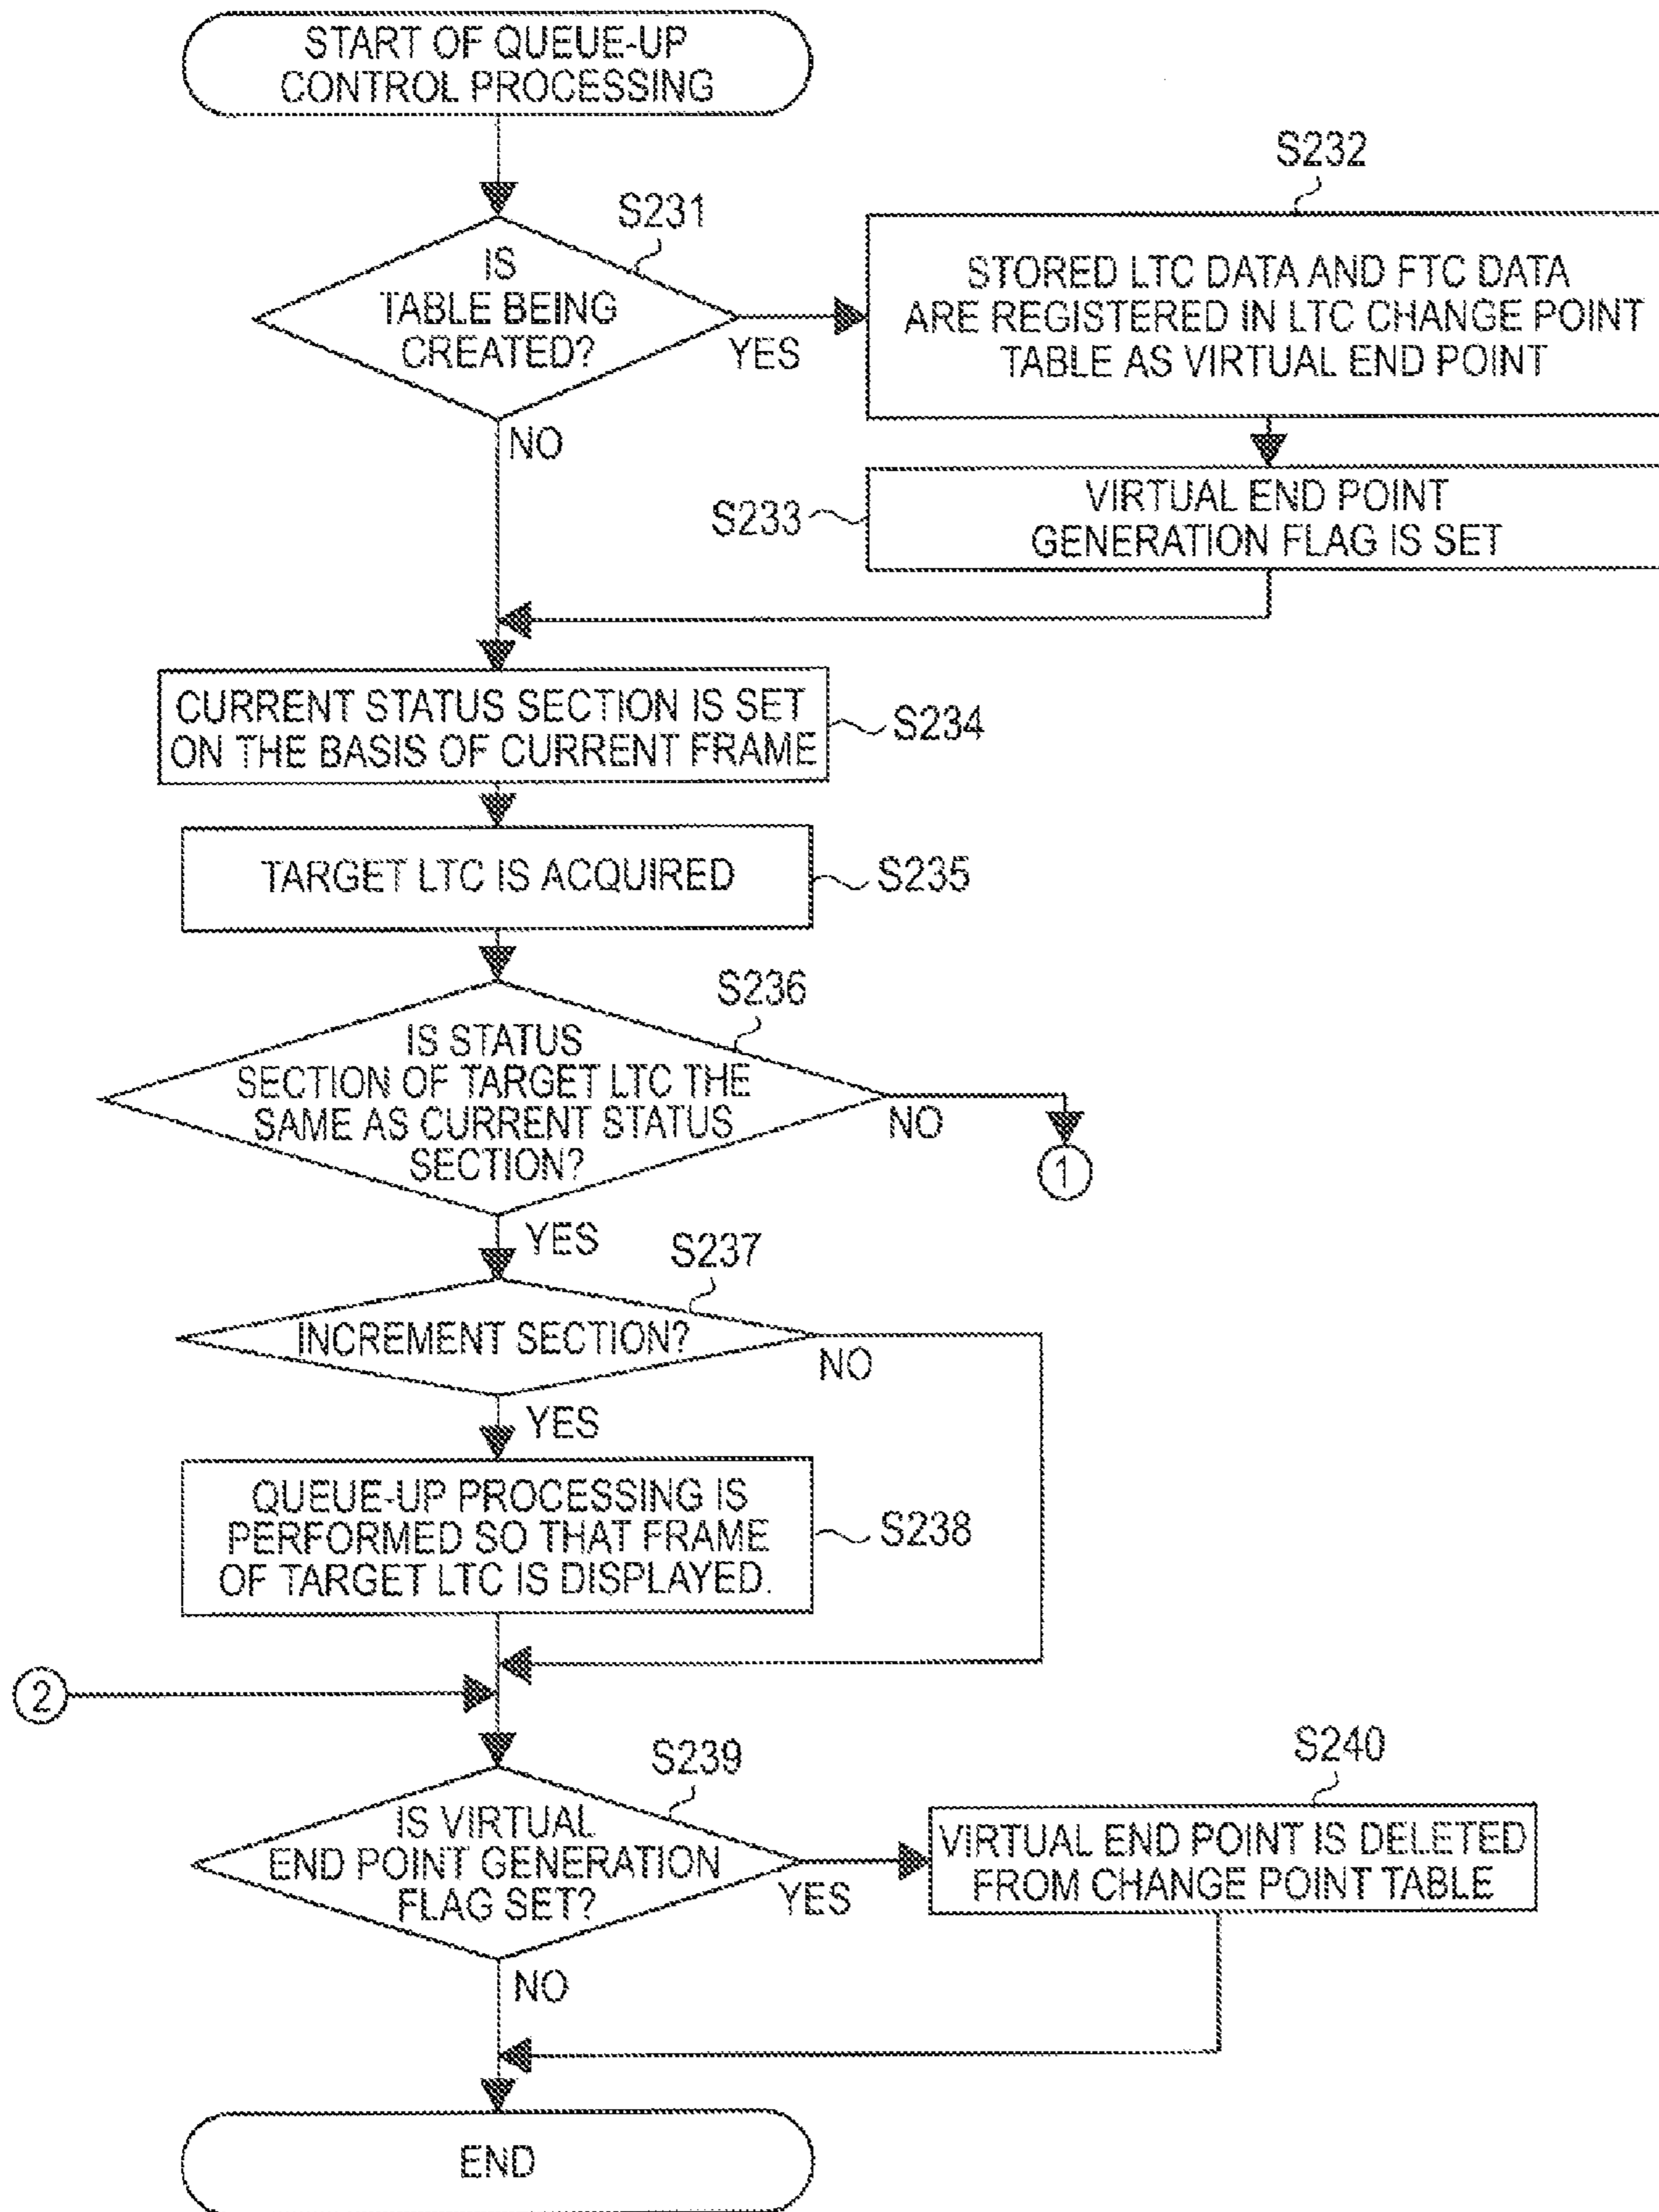 START OF QUEUE-UP
CONTROL PROCESSING
S231
IS
TABLE BEING
CREATED?
YES
NO
S232
STORED LTC DATA AND FTC DATA
ARE REGISTERED IN LTC CHANGE POINT
TABLE AS VIRTUAL END POINT
S233
VIRTUAL END POINT
GENERATION FLAG IS SET
CURRENT STATUS SECTION IS SET
ON THE BASIS OF CURRENT FRAME
S234
TARGET LTC IS ACQUIRED
S235
S236
IS STATUS
SECTION OF TARGET LTC THE
SAME AS CURRENT STATUS
SECTION?
NO
1
YES
S237
INCREMENT SECTION?
NO
YES
QUEUE-UP PROCESSING IS
PERFORMED SO THAT FRAME
OF TARGET LTC IS DISPLAYED.
S238
2
S239
IS VIRTUAL
END POINT GENERATION
FLAG SET?
YES
NO
S240
VIRTUAL END POINT IS DELETED
FROM CHANGE POINT TABLE
END